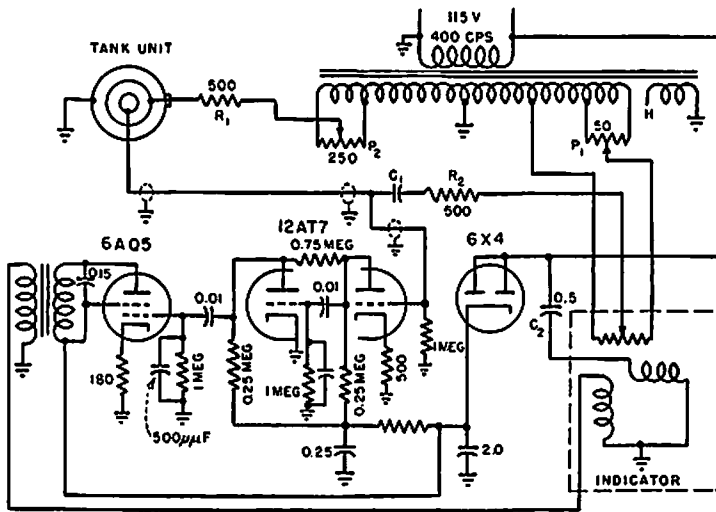 115 V
400 CPS
TANK UNIT
500
R1
250
P2
H
50
P1
C1
R2
500
12AT7
6AQ5
0.75 MEG
6X4
.015
0.01
0.01
0.5
C2
180
1 MEG
0.25 MEG
1 MEG
0.25 MEG
500
1 MEG
500μμF
0.25
2.0
INDICATOR